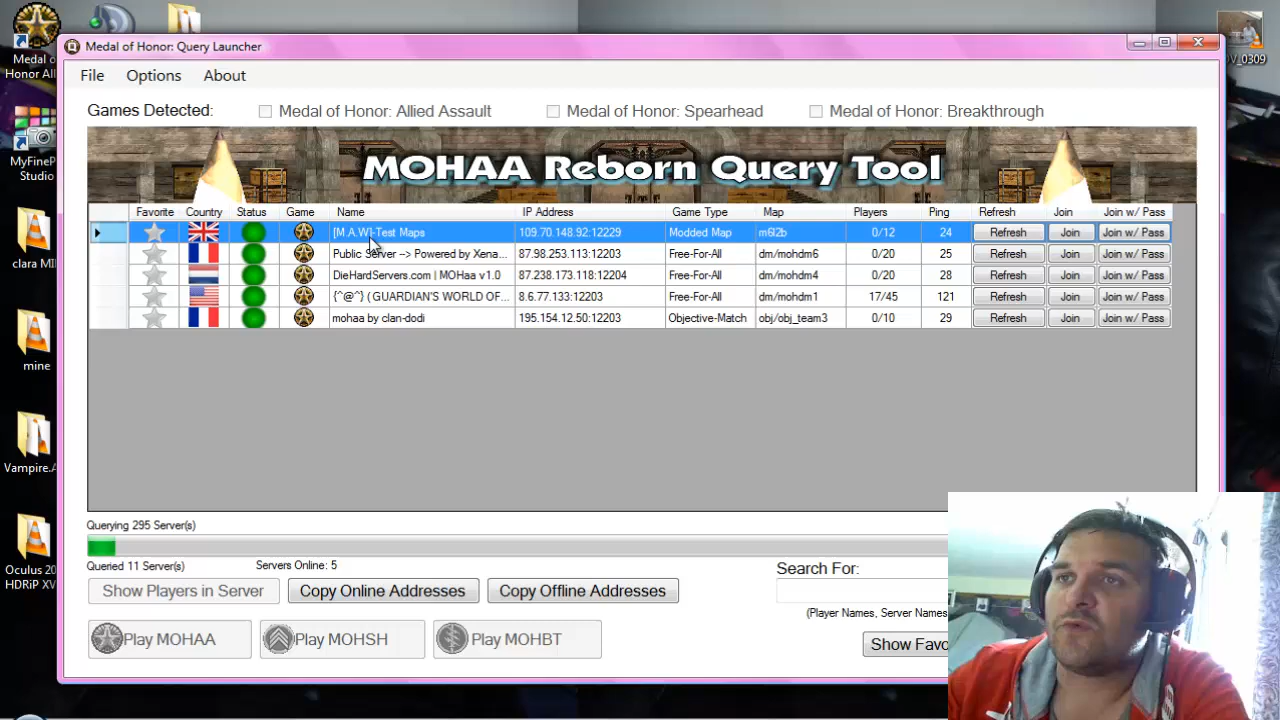 Medal of Honor: Query Launcher
File Options About
Games Detected: Medal of Honor: Allied Assault Medal of Honor: Spearhead Medal of Honor: Breakthrough
MOHAA Reborn Query Tool
Favorite Country Status Game Name IP Address Game Type Map Players Ping Refresh Join Join w/ Pass
[M.A.W]-Test Maps 109.70.148.92:12229 Modded Map m6l2b 0/12 24 Refresh Join Join w/ Pass
Public Server --> Powered by Xena... 87.98.253.113:12203 Free-For-All dm/mohdm6 0/20 25 Refresh Join Join w/ Pass
DieHardServers.com | MOHaa v1.0 87.238.173.118:12204 Free-For-All dm/mohdm4 0/20 28 Refresh Join Join w/ Pass
{^@^} (GUARDIAN'S WORLD OF... 8.6.77.133:12203 Free-For-All dm/mohdm1 17/45 121 Refresh Join Join w/ Pass
mohaa by clan-dodi 195.154.12.50:12203 Objective-Match obj/obj_team3 0/10 29 Refresh Join Join w/ Pass
Querying 295 Server(s)
Queried 11 Server(s) Servers Online: 5
Search For:
Show Players in Server Copy Online Addresses Copy Offline Addresses
(Player Names, Server Names
Play MOHAA Play MOHSH Play MOHBT
Show Favo
Medal of
Honor All
MyFineP
Studio
clara MI
mine
Vampire.A
Oculus 20
HDRiP XV
V_0309